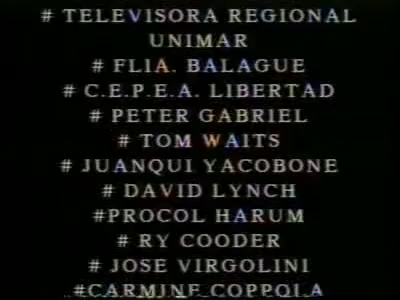 # TELEVISORA REGIONAL
UNIMAR
# FLIA. BALAGUE
# C.E.P.E.A. LIBERTAD
# PETER GABRIEL
# TOM WAITS
# JUANQUI YACOBONE
# DAVID LYNCH
#PROCOL HARUM
# RY COODER
# JOSE VIRGOLINI
#CARMINE COPPOLA